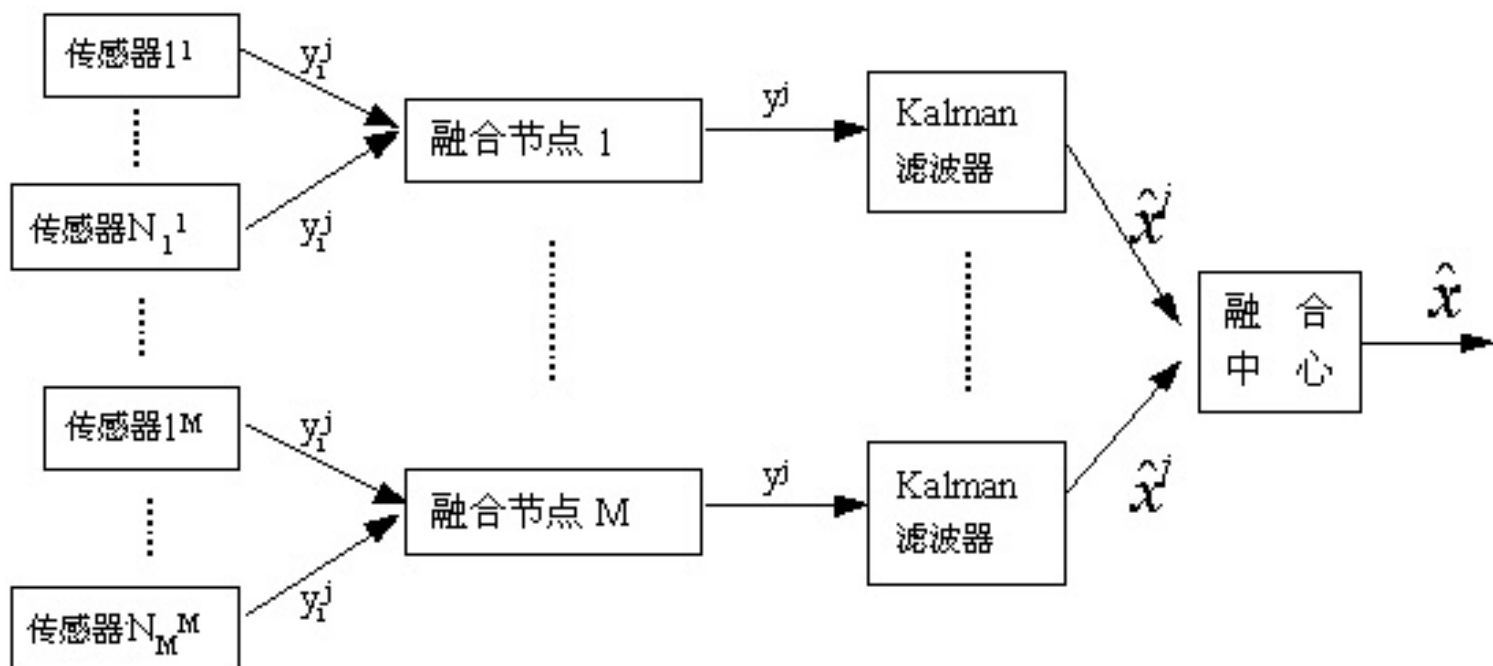 传感器1¹
y_i^j
融合节点 1
y^j
Kalman
滤波器
传感器N₁¹
y_i^j
x̂^j
融 合
中 心
x̂
传感器1ᴹ
y_i^j
融合节点 M
y^j
Kalman
滤波器
x̂^j
传感器N_M^M
y_i^j